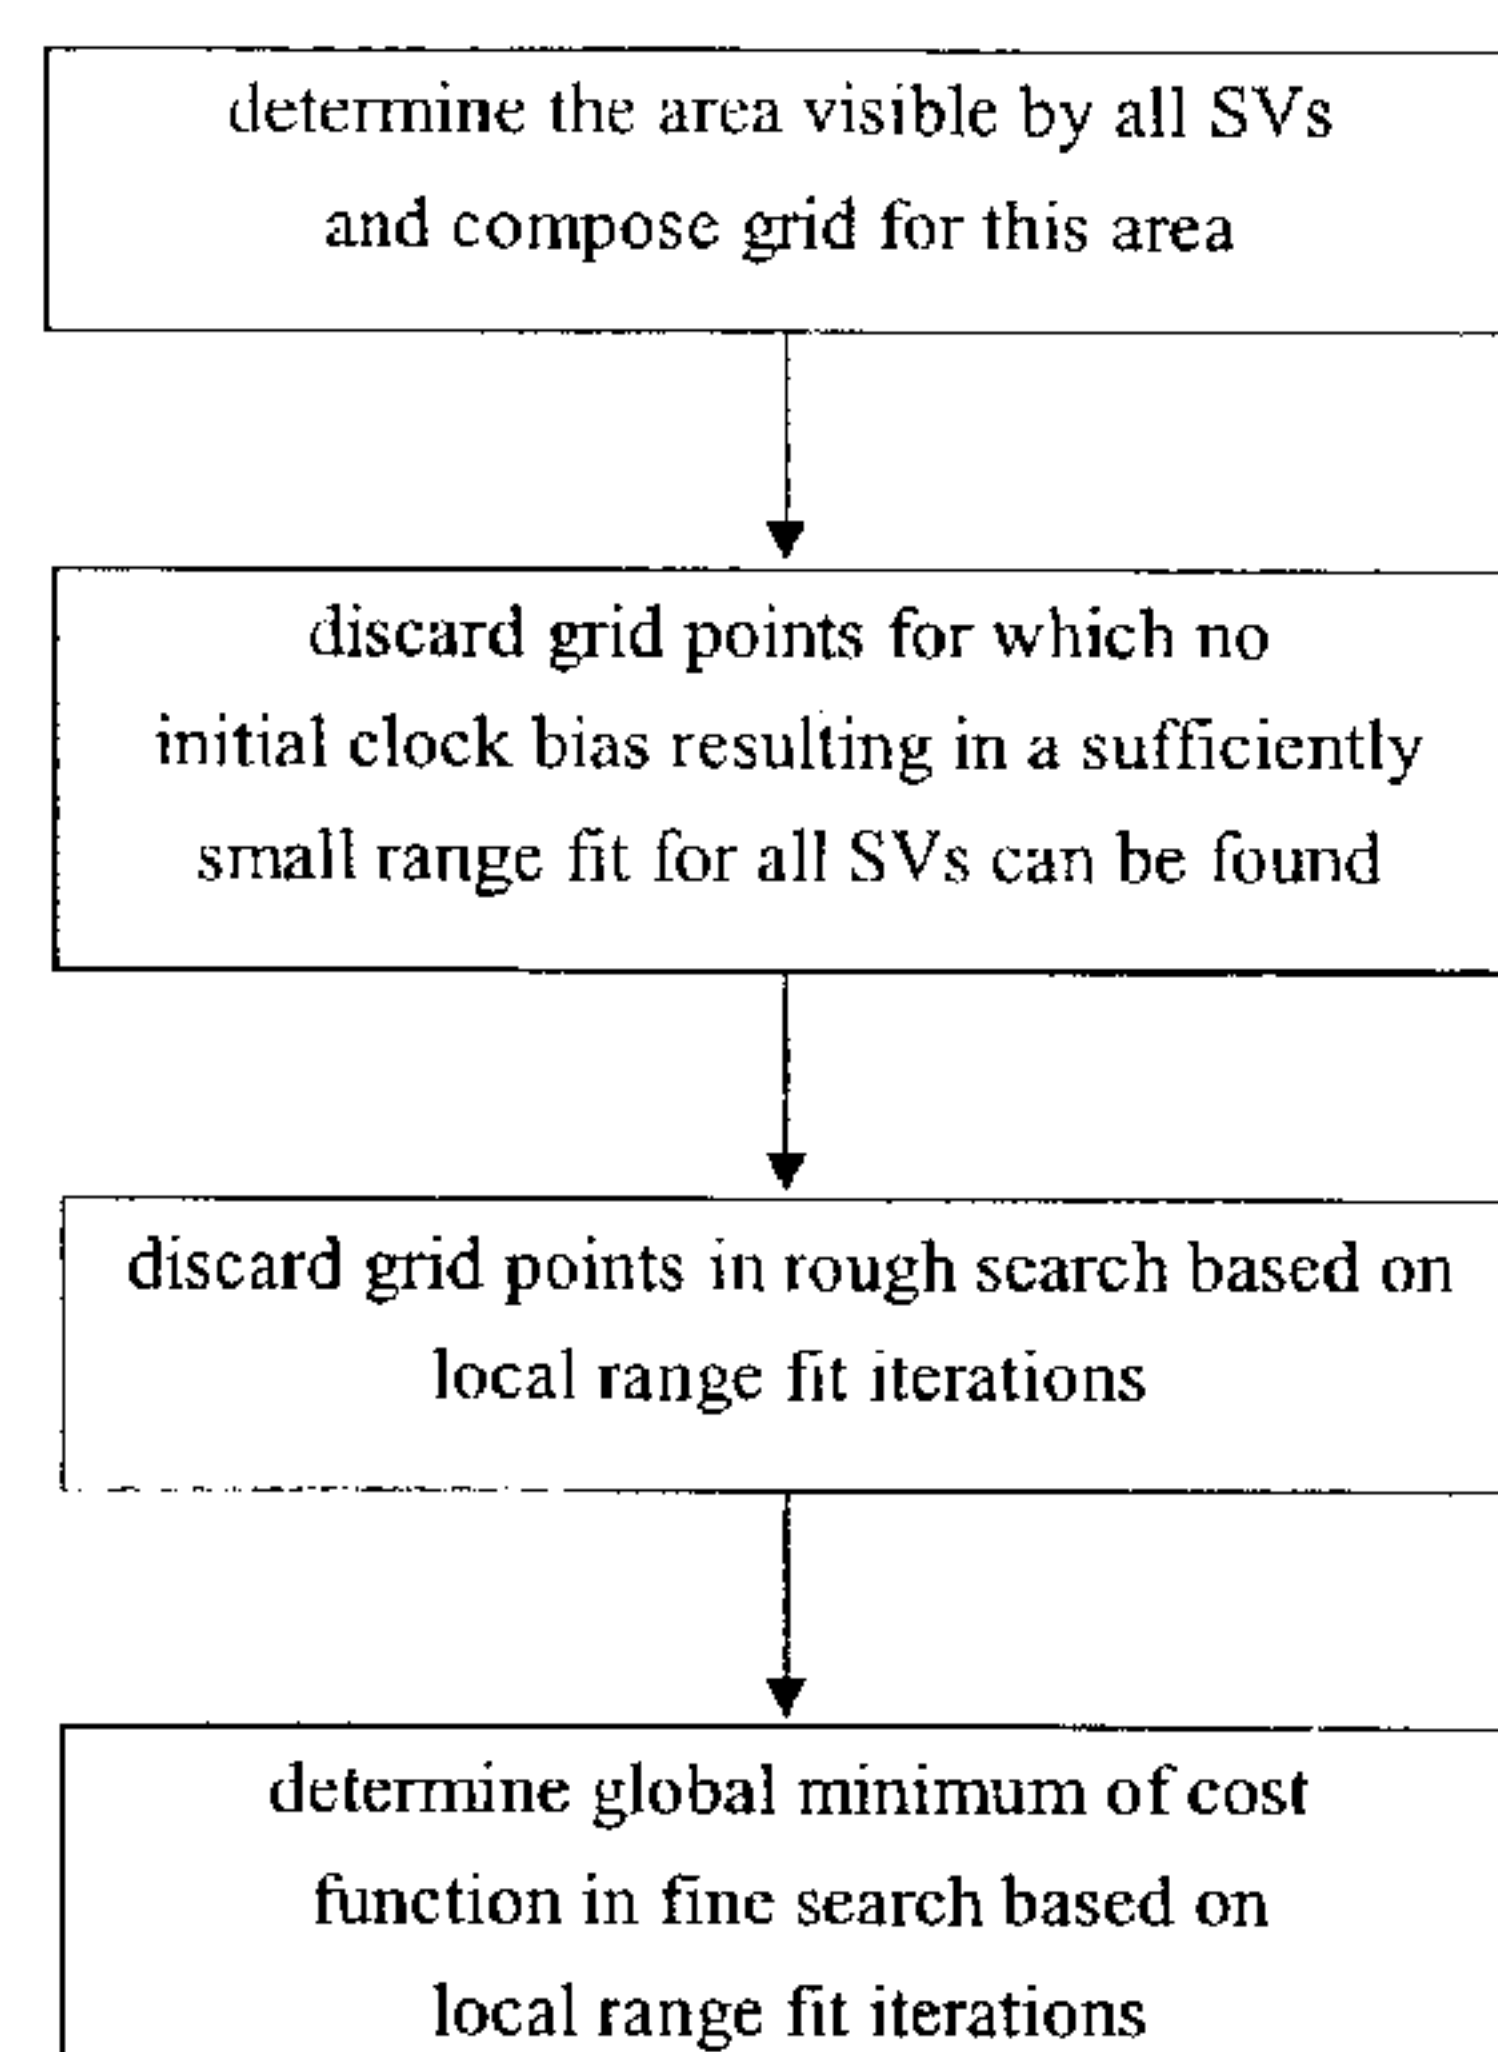 determine the area visible by all SVs
and compose grid for this area
discard grid points for which no
initial clock bias resulting in a sufficiently
small range fit for all SVs can be found
discard grid points in rough search based on
local range fit iterations
determine global minimum of cost
function in fine search based on
local range fit iterations